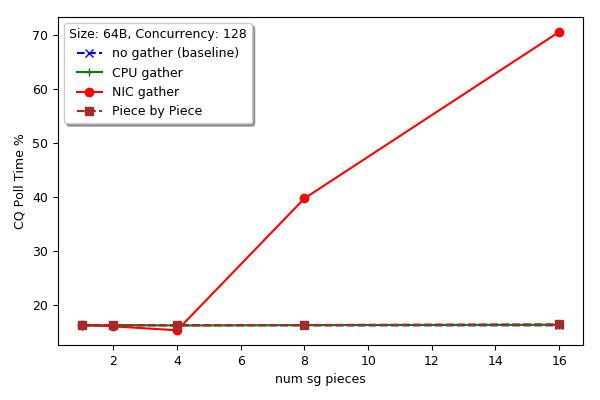 Size: 64B, Concurrency: 128
no gather (baseline)
CPU gather
NIC gather
Piece by Piece
CQ Poll Time %
70
60
50
40
30
20
2 4 6 8 10 12 14 16
num sg pieces